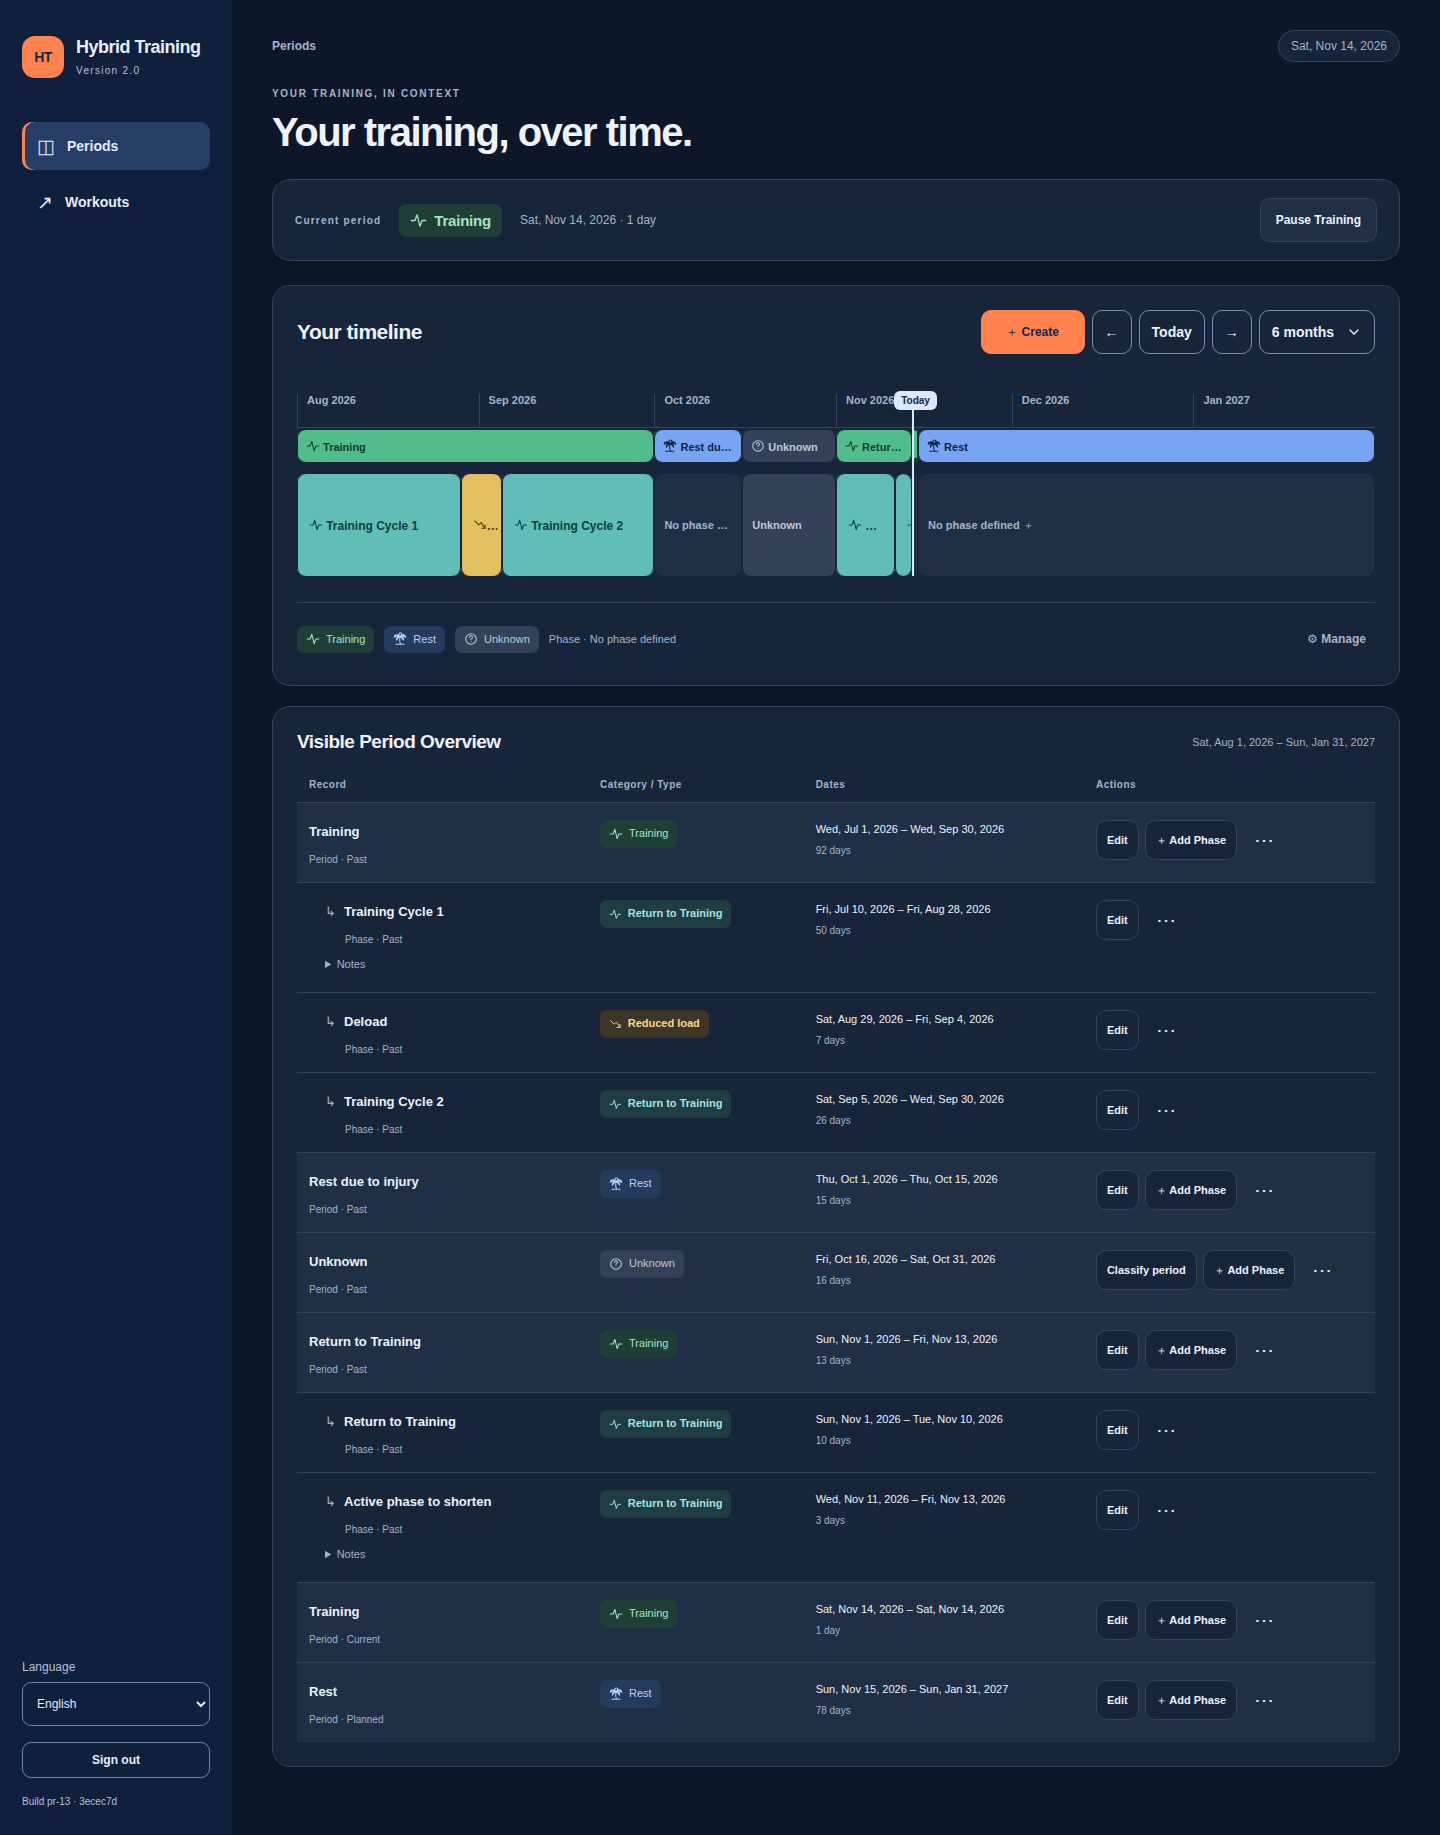 HT
Hybrid Training
Version 2.0
Periods
Workouts
Language
English
Sign out
Build pr-13 · 3ecec7d
Periods
Sat, Nov 14, 2026
YOUR TRAINING, IN CONTEXT
Your training, over time.
Current period
Training
Sat, Nov 14, 2026 · 1 day
Pause Training
Your timeline
+ Create
←
Today
→
6 months
Aug 2026
Sep 2026
Oct 2026
Nov 2026
Today
Dec 2026
Jan 2027
Training
Rest du...
Unknown
Retur...
Rest
Training Cycle 1
...
Training Cycle 2
No phase ...
Unknown
...
No phase defined +
Training
Rest
Unknown
Phase · No phase defined
⚙ Manage
Visible Period Overview
Sat, Aug 1, 2026 – Sun, Jan 31, 2027
Record
Category / Type
Dates
Actions
Training
Period · Past
Training
Wed, Jul 1, 2026 – Wed, Sep 30, 2026
92 days
Edit
+ Add Phase
···
↳ Training Cycle 1
Phase · Past
▶ Notes
Return to Training
Fri, Jul 10, 2026 – Fri, Aug 28, 2026
50 days
Edit
···
↳ Deload
Phase · Past
Reduced load
Sat, Aug 29, 2026 – Fri, Sep 4, 2026
7 days
Edit
···
↳ Training Cycle 2
Phase · Past
Return to Training
Sat, Sep 5, 2026 – Wed, Sep 30, 2026
26 days
Edit
···
Rest due to injury
Period · Past
Rest
Thu, Oct 1, 2026 – Thu, Oct 15, 2026
15 days
Edit
+ Add Phase
···
Unknown
Period · Past
Unknown
Fri, Oct 16, 2026 – Sat, Oct 31, 2026
16 days
Classify period
+ Add Phase
···
Return to Training
Period · Past
Training
Sun, Nov 1, 2026 – Fri, Nov 13, 2026
13 days
Edit
+ Add Phase
···
↳ Return to Training
Phase · Past
Return to Training
Sun, Nov 1, 2026 – Tue, Nov 10, 2026
10 days
Edit
···
↳ Active phase to shorten
Phase · Past
▶ Notes
Return to Training
Wed, Nov 11, 2026 – Fri, Nov 13, 2026
3 days
Edit
···
Training
Period · Current
Training
Sat, Nov 14, 2026 – Sat, Nov 14, 2026
1 day
Edit
+ Add Phase
···
Rest
Period · Planned
Rest
Sun, Nov 15, 2026 – Sun, Jan 31, 2027
78 days
Edit
+ Add Phase
···